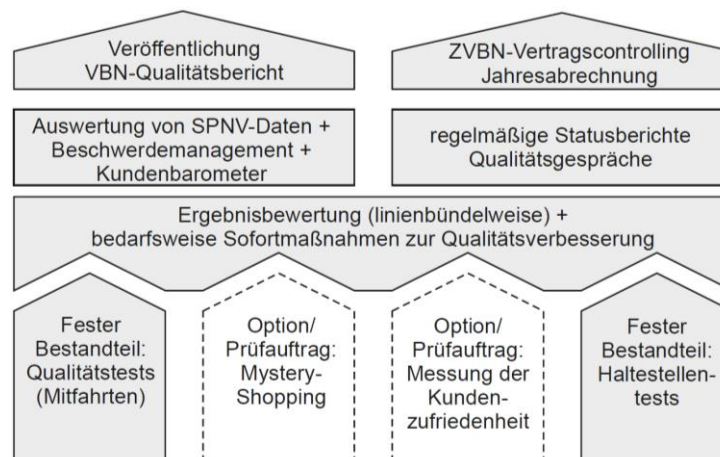 Veröffentlichung
VBN-Qualitätsbericht
ZVBN-Vertragscontrolling
Jahresabrechnung
Auswertung von SPNV-Daten +
Beschwerdemanagement +
Kundenbarometer
regelmäßige Statusberichte
Qualitätsgespräche
Ergebnisbewertung (linienbündelweise) +
bedarfsweise Sofortmaßnahmen zur Qualitätsverbesserung
Fester
Bestandteil:
Qualitätstests
(Mitfahrten)
Option/
Prüfauftrag:
Mystery-
Shopping
Option/
Prüfauftrag:
Messung der
Kunden-
zufriedenheit
Fester
Bestandteil:
Haltestellen-
tests